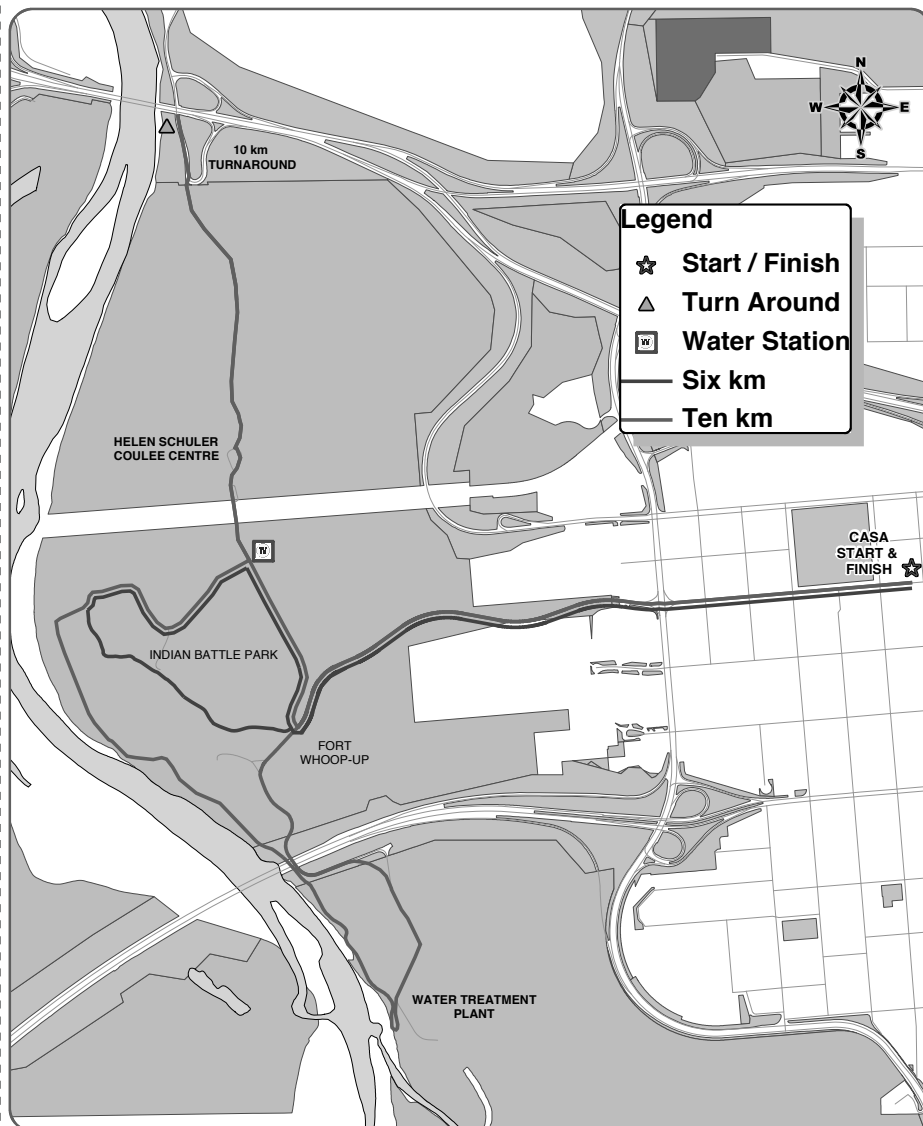 N
W
E
S
10 km
TURNAROUND
Legend
Start / Finish
Turn Around
W
Water Station
Six km
Ten km
HELEN SCHULER
COULEE CENTRE
CASA
START &
FINISH
W
INDIAN BATTLE PARK
FORT
WHOOP-UP
WATER TREATMENT
PLANT